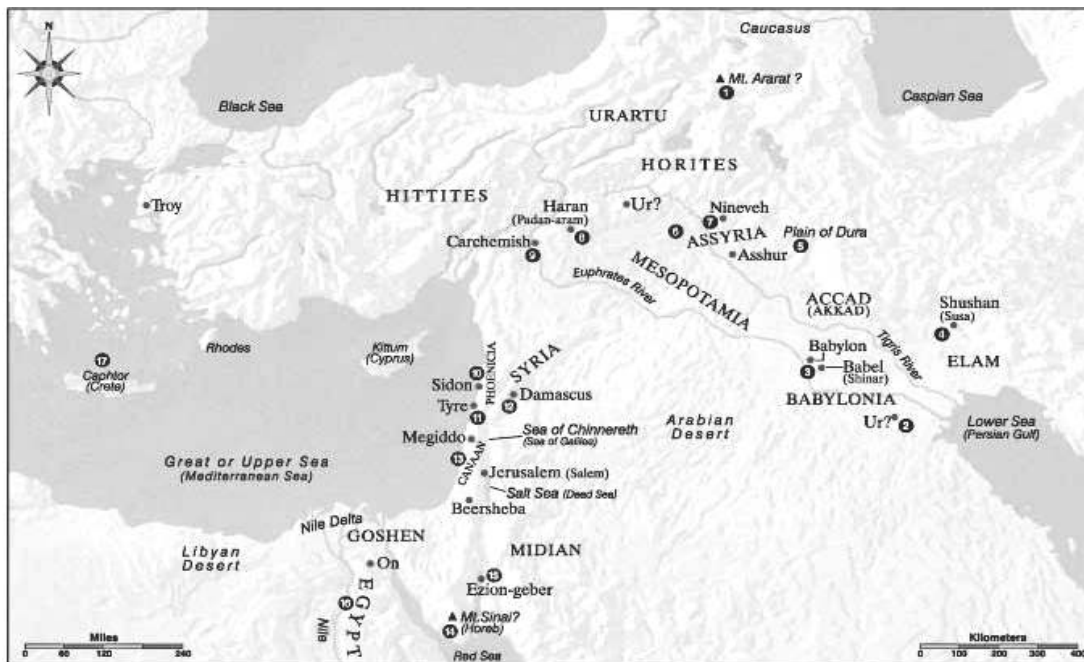 N
Caucasus
Mt. Ararat ?
1
Black Sea
Caspian Sea
URARTU
HORITES
HITTITES
Troy
Haran
(Padan-aram)
8
Ur?
Nineveh
7
6
ASSYRIA
Plain of Dura
5
Carchemish
9
Asshur
Euphrates River
MESOPOTAMIA
ACCAD
(AKKAD)
Shushan
(Susa)
4
Tigris River
ELAM
Rhodes
Kittum
(Cyprus)
17
Caphtor
(Crete)
10
Sidon
PHOENICIA
SYRIA
Babylon
3
Babel
(Shinar)
Tyre
11
12
Damascus
BABYLONIA
Ur?
2
Lower Sea
(Persian Gulf)
Arabian
Desert
Megiddo
Sea of Chinnereth
(Sea of Galilee)
13
CANAAN
Great or Upper Sea
(Mediterranean Sea)
Jerusalem (Salem)
Salt Sea (Dead Sea)
Beersheba
Nile Delta
GOSHEN
MIDIAN
Libyan
Desert
On
15
Ezion-geber
16
EGYPT
Nile
Mt.Sinai?
(Horeb)
14
Red Sea
Miles
0 60 120 240
Kilometers
0 100 200 400